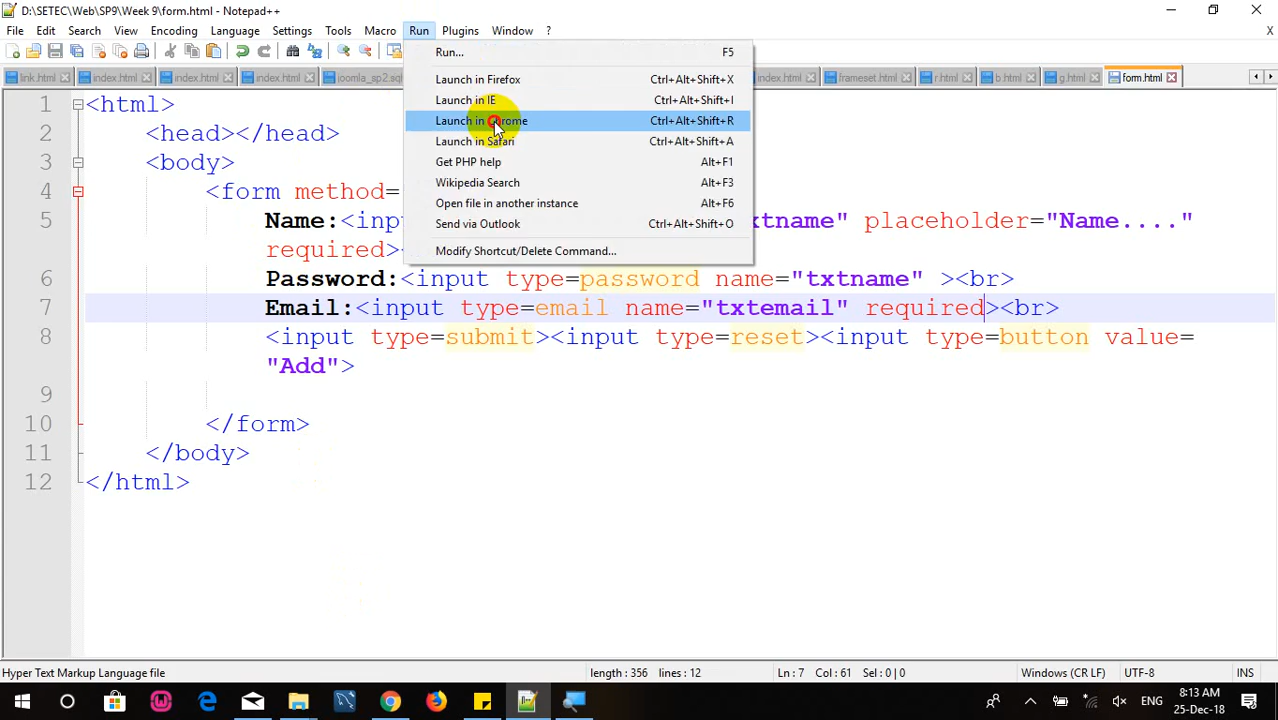 D:\SETEC\Web\SP9\Week 9\form.html - Notepad++
File Edit Search View Encoding Language Settings Tools Macro Run Plugins Window ? X
link.html index.html index.html index.html joomla_sp2.sql index.html frameset.html r.html b.html g.html form.html
Run... F5
Launch in Firefox Ctrl+Alt+Shift+X
Launch in IE Ctrl+Alt+Shift+I
Launch in Chrome Ctrl+Alt+Shift+R
Launch in Safari Ctrl+Alt+Shift+A
Get PHP help Alt+F1
Wikipedia Search Alt+F3
Open file in another instance Alt+F6
Send via Outlook Ctrl+Alt+Shift+O
Modify Shortcut/Delete Command...
1 <html>
2 <head></head>
3 <body>
4 <form method=
5 Name:<inp xtname" placeholder="Name...."
required><
6 Password:<input type=password name="txtname" ><br>
7 Email:<input type=email name="txtemail" required><br>
8 <input type=submit><input type=reset><input type=button value=
"Add">
9
10 </form>
11 </body>
12 </html>
Hyper Text Markup Language file length : 356 lines : 12 Ln : 7 Col : 61 Sel : 0 | 0 Windows (CR LF) UTF-8 INS
ENG 8:13 AM
25-Dec-18